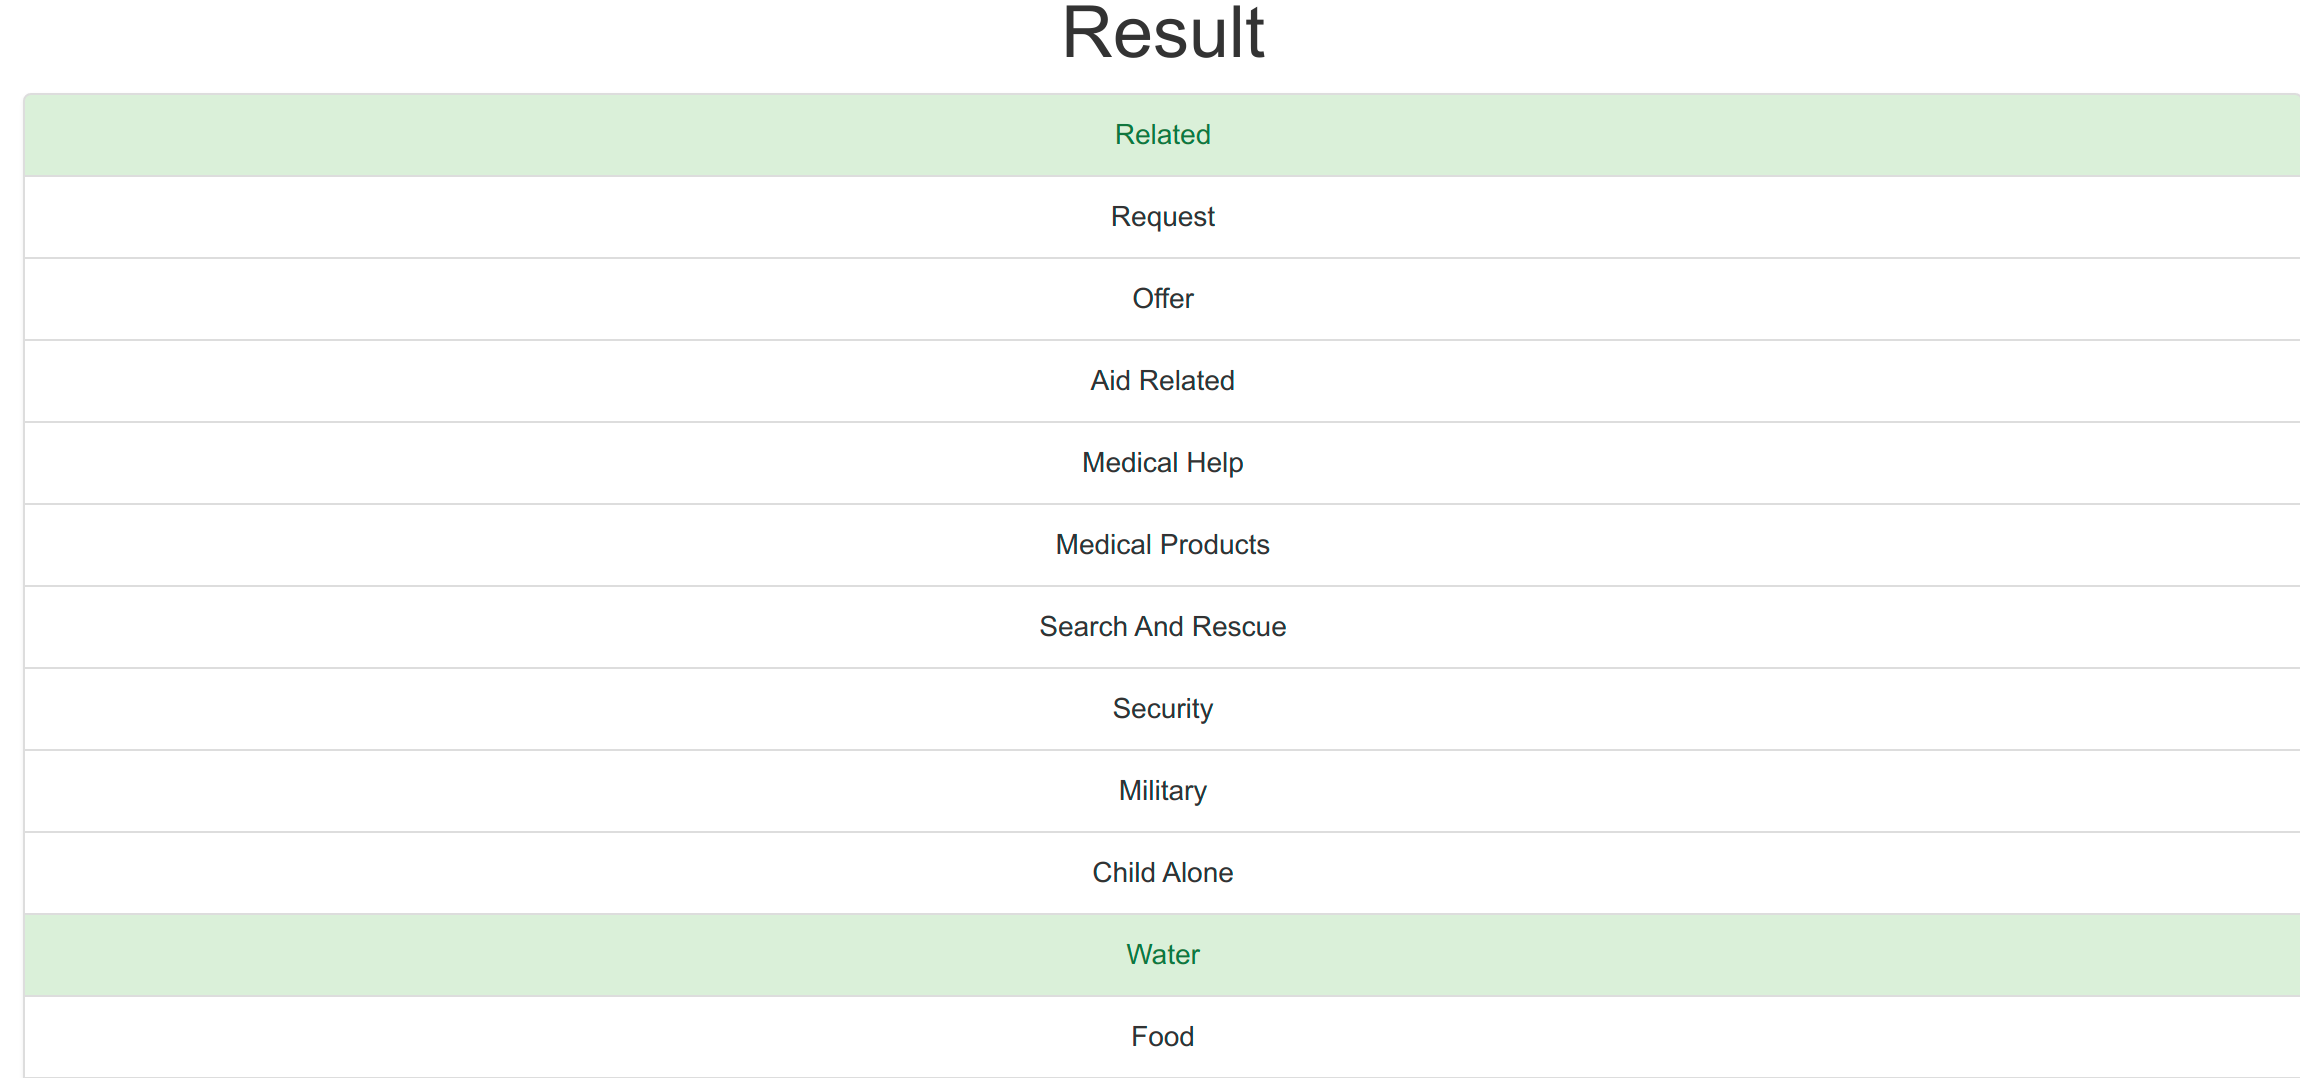 Result
Related
Request
Offer
Aid Related
Medical Help
Medical Products
Search And Rescue
Security
Military
Child Alone
Water
Food